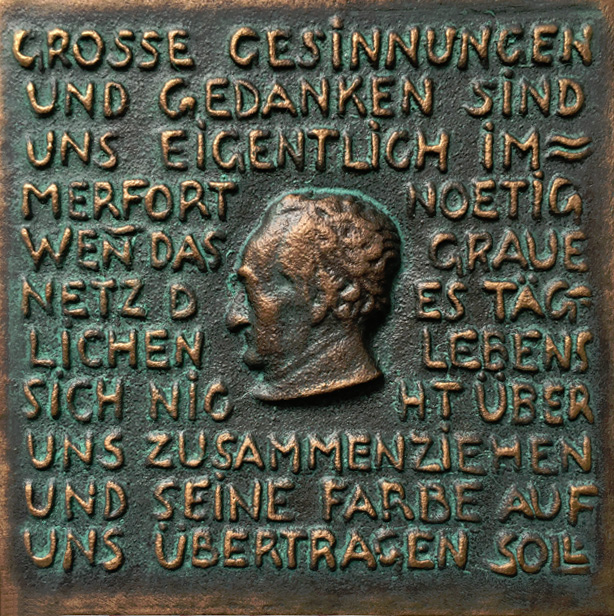 GROSSE GESINNUNGEN
UND GEDANKEN SIND
UNS EIGENTLICH IM=
MERFORT NOETIG
WEN̄ DAS GRAUE
NETZ D ES TÄG-
LICHEN LEBENS
SICH NIC HT ÜBER
UNS ZUSAMMENZIEHEN
UND SEINE FARBE AUF
UNS ÜBERTRAGEN SOLL